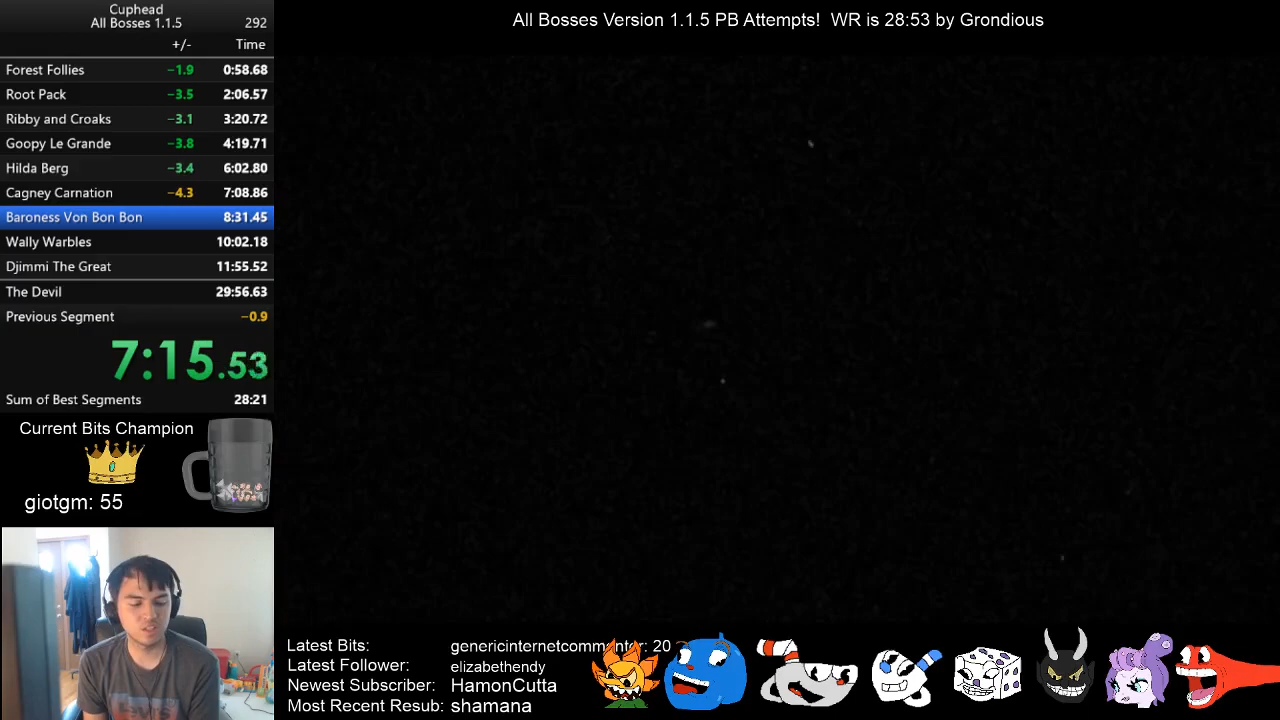 Cuphead
All Bosses 1.1.5 292
+/- Time
Forest Follies −1.9 0:58.68
Root Pack −3.5 2:06.57
Ribby and Croaks −3.1 3:20.72
Goopy Le Grande −3.8 4:19.71
Hilda Berg −3.4 6:02.80
Cagney Carnation −4.3 7:08.86
Baroness Von Bon Bon 8:31.45
Wally Warbles 10:02.18
Djimmi The Great 11:55.52
The Devil 29:56.63
Previous Segment −0.9
7:15.53
Sum of Best Segments 28:21
Current Bits Champion
giotgm: 55
All Bosses Version 1.1.5 PB Attempts! WR is 28:53 by Grondious
Latest Bits: genericinternetcommenter: 20
Latest Follower: elizabethendy
Newest Subscriber: HamonCutta
Most Recent Resub: shamana